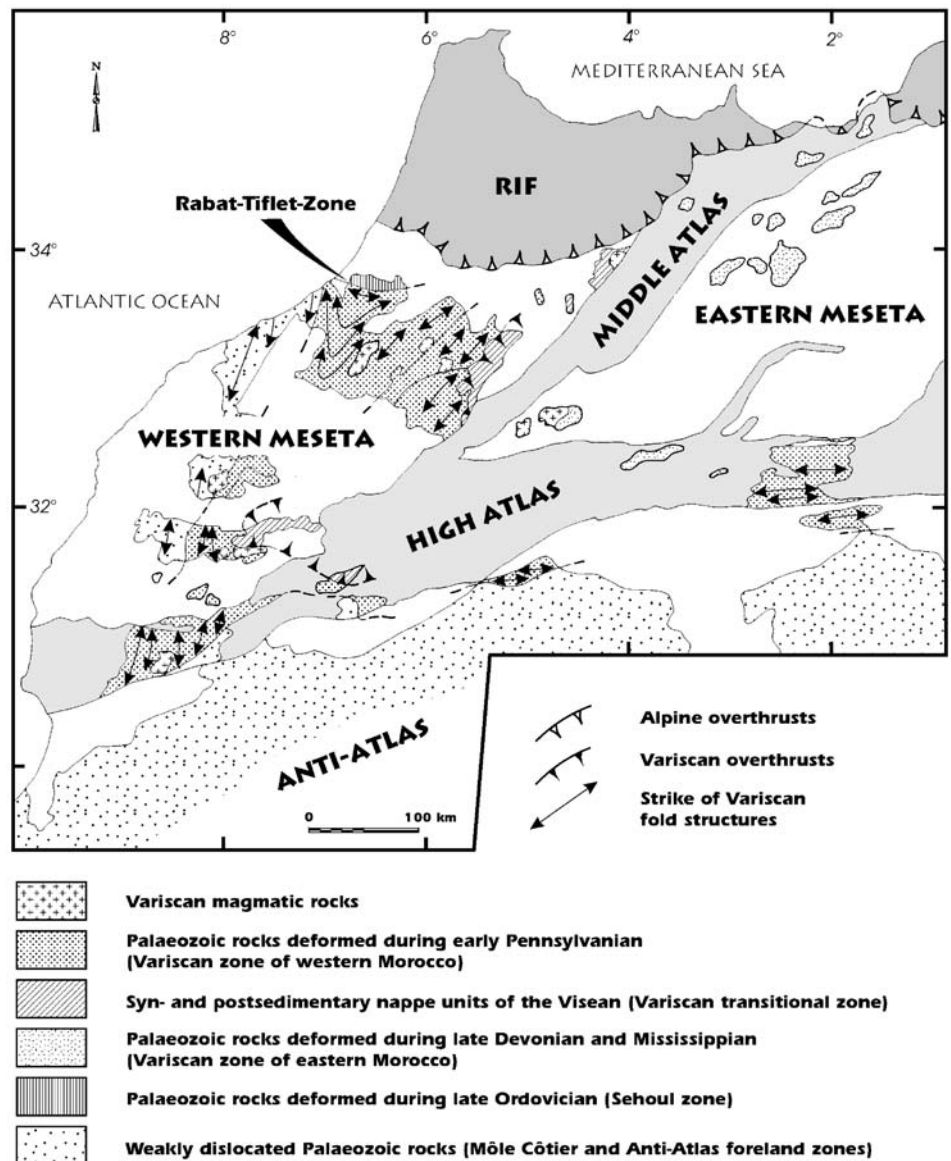 8°
6°
4°
2°
MEDITERRANEAN SEA
N
S
RIF
Rabat-Tiflet-Zone
34°
ATLANTIC OCEAN
MIDDLE ATLAS
EASTERN MESETA
WESTERN MESETA
32°
HIGH ATLAS
ANTI-ATLAS
0 100 km
Alpine overthrusts
Variscan overthrusts
Strike of Variscan
fold structures
Variscan magmatic rocks
Palaeozoic rocks deformed during early Pennsylvanian
(Variscan zone of western Morocco)
Syn- and postsedimentary nappe units of the Visean (Variscan transitional zone)
Palaeozoic rocks deformed during late Devonian and Mississippian
(Variscan zone of eastern Morocco)
Palaeozoic rocks deformed during late Ordovician (Sehoul zone)
Weakly dislocated Palaeozoic rocks (Môle Côtier and Anti-Atlas foreland zones)